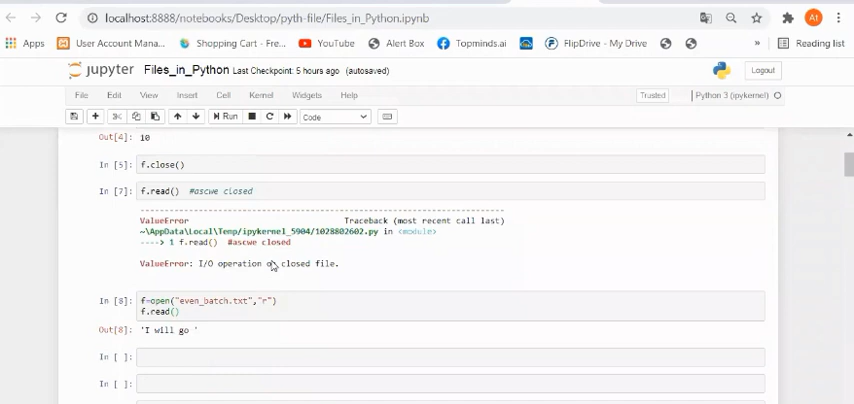 localhost:8888/notebooks/Desktop/pyth-file/Files_in_Python.ipynb
At
Apps User Account Mana... Shopping Cart - Fre... YouTube Alert Box Topminds.ai FlipDrive - My Drive » Reading list
jupyter Files_in_Python Last Checkpoint: 5 hours ago (autosaved) Logout
File Edit View Insert Cell Kernel Widgets Help Trusted Python 3 (ipykernel)
Run Code
Out[4]: 10
In [5]: f.close()
In [7]: f.read() #ascwe closed
ValueError Traceback (most recent call last)
~\AppData\Local\Temp/ipykernel_5904/1028802602.py in <module>
----> 1 f.read() #ascwe closed
ValueError: I/O operation on closed file.
In [8]: f=open("even_batch.txt","r")
f.read()
Out[8]: 'I will go '
In [ ]:
In [ ]: